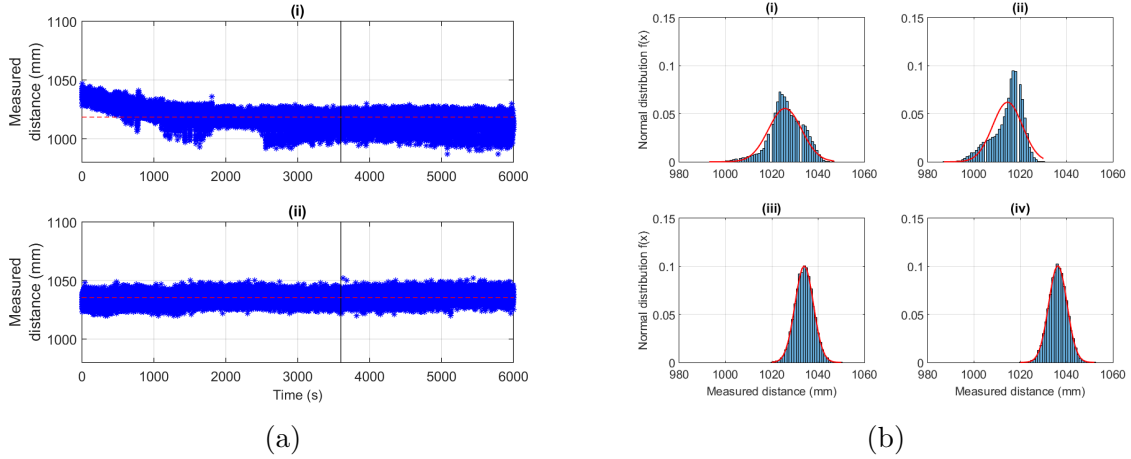 (i)
1100
1050
1000
Measured
distance (mm)
0 1000 2000 3000 4000 5000 6000
(ii)
1100
1050
1000
Measured
distance (mm)
0 1000 2000 3000 4000 5000 6000
Time (s)
(a)
(i)
0.15
0.1
0.05
0
Normal distribution f(x)
980 1000 1020 1040 1060
(ii)
0.15
0.1
0.05
0
980 1000 1020 1040 1060
(iii)
0.15
0.1
0.05
0
Normal distribution f(x)
980 1000 1020 1040 1060
Measured distance (mm)
(iv)
0.15
0.1
0.05
0
980 1000 1020 1040 1060
Measured distance (mm)
(b)